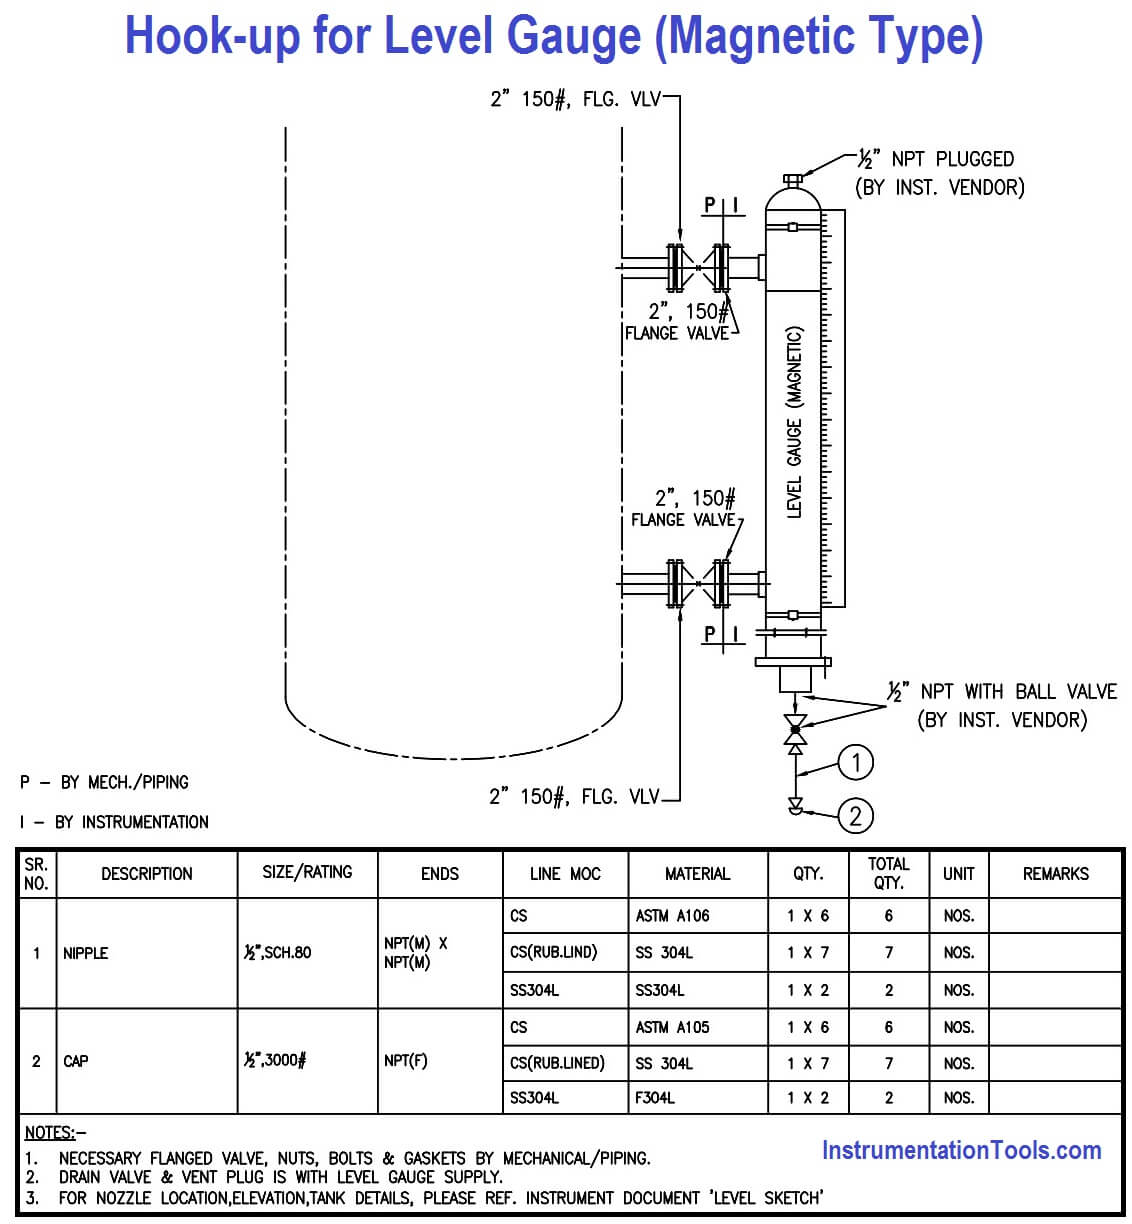 Hook-up for Level Gauge (Magnetic Type)
2" 150#, FLG. VLV
½" NPT PLUGGED
(BY INST. VENDOR)
P I
2", 150#
FLANGE VALVE
LEVEL GAUGE (MAGNETIC)
2", 150#
FLANGE VALVE
P I
½" NPT WITH BALL VALVE
(BY INST. VENDOR)
1
P – BY MECH./PIPING
2" 150#, FLG. VLV
2
I – BY INSTRUMENTATION
SR. NO. DESCRIPTION SIZE/RATING ENDS LINE MOC MATERIAL QTY. TOTAL QTY. UNIT REMARKS
1 NIPPLE ½",SCH.80 NPT(M) X NPT(M) CS ASTM A106 1 X 6 6 NOS.
CS(RUB.LIND) SS 304L 1 X 7 7 NOS.
SS304L SS304L 1 X 2 2 NOS.
2 CAP ½",3000# NPT(F) CS ASTM A105 1 X 6 6 NOS.
CS(RUB.LINED) SS 304L 1 X 7 7 NOS.
SS304L F304L 1 X 2 2 NOS.
NOTES:–
1. NECESSARY FLANGED VALVE, NUTS, BOLTS & GASKETS BY MECHANICAL/PIPING.
2. DRAIN VALVE & VENT PLUG IS WITH LEVEL GAUGE SUPPLY.
3. FOR NOZZLE LOCATION,ELEVATION,TANK DETAILS, PLEASE REF. INSTRUMENT DOCUMENT 'LEVEL SKETCH'
InstrumentationTools.com